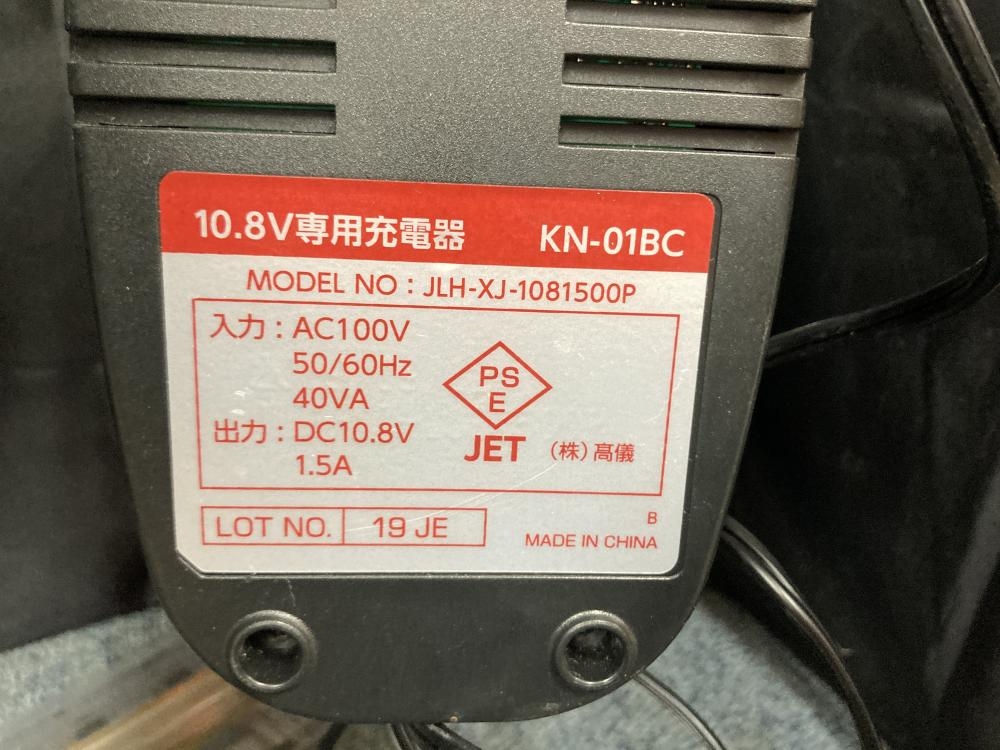 10.8V専用充電器 KN-01BC
MODEL NO : JLH-XJ-1081500P
入力 : AC100V
50/60Hz
40VA
出力 : DC10.8V
1.5A
PS
E
JET (株)髙儀
LOT NO. 19 JE
B
MADE IN CHINA